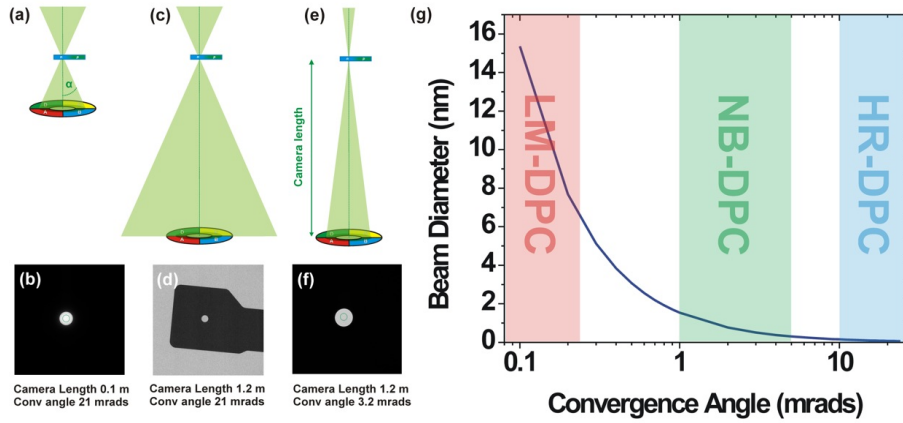 (a)
(c)
(e)
(g)
α
A
B
Camera length
A
A
B
(b)
(d)
(f)
Camera Length 0.1 m
Conv angle 21 mrads
Camera Length 1.2 m
Conv angle 21 mrads
Camera Length 1.2 m
Conv angle 3.2 mrads
Beam Diameter (nm)
16
14
12
10
8
6
4
2
0
LM-DPC
NB-DPC
HR-DPC
0.1
1
10
Convergence Angle (mrads)